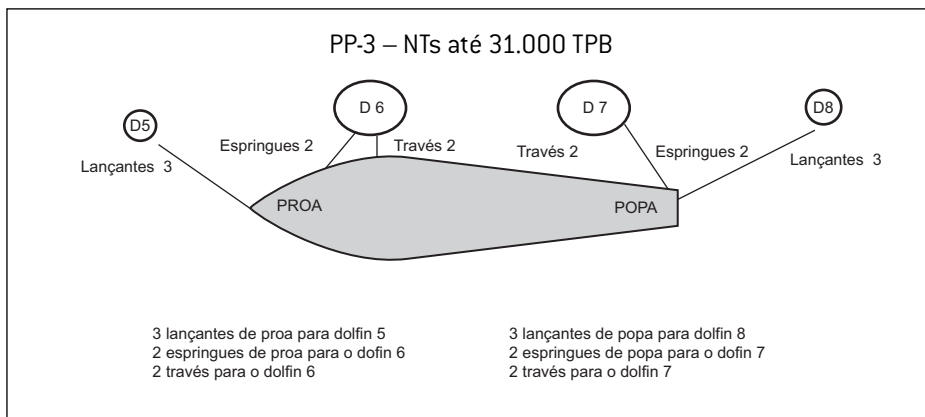 PP-3 – NTs até 31.000 TPB
D5
D 6
D 7
D8
Lançantes 3
Espringues 2
Través 2
Través 2
Espringues 2
Lançantes 3
PROA
POPA
3 lançantes de proa para dolfin 5
2 espringues de proa para o dofin 6
2 través para o dolfin 6
3 lançantes de popa para dolfin 8
2 espringues de popa para o dofin 7
2 través para o dolfin 7